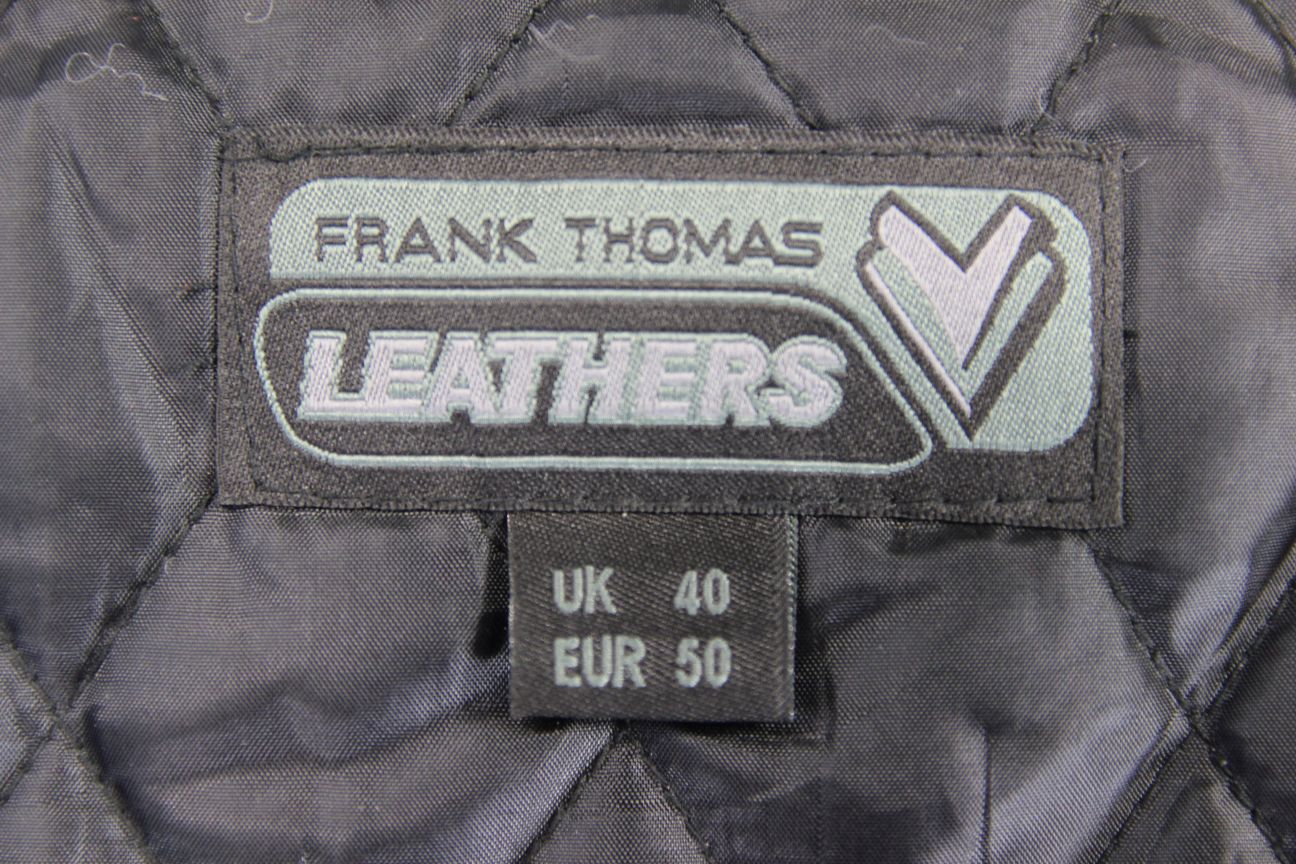 FRANK THOMAS
LEATHERS
UK 40
EUR 50